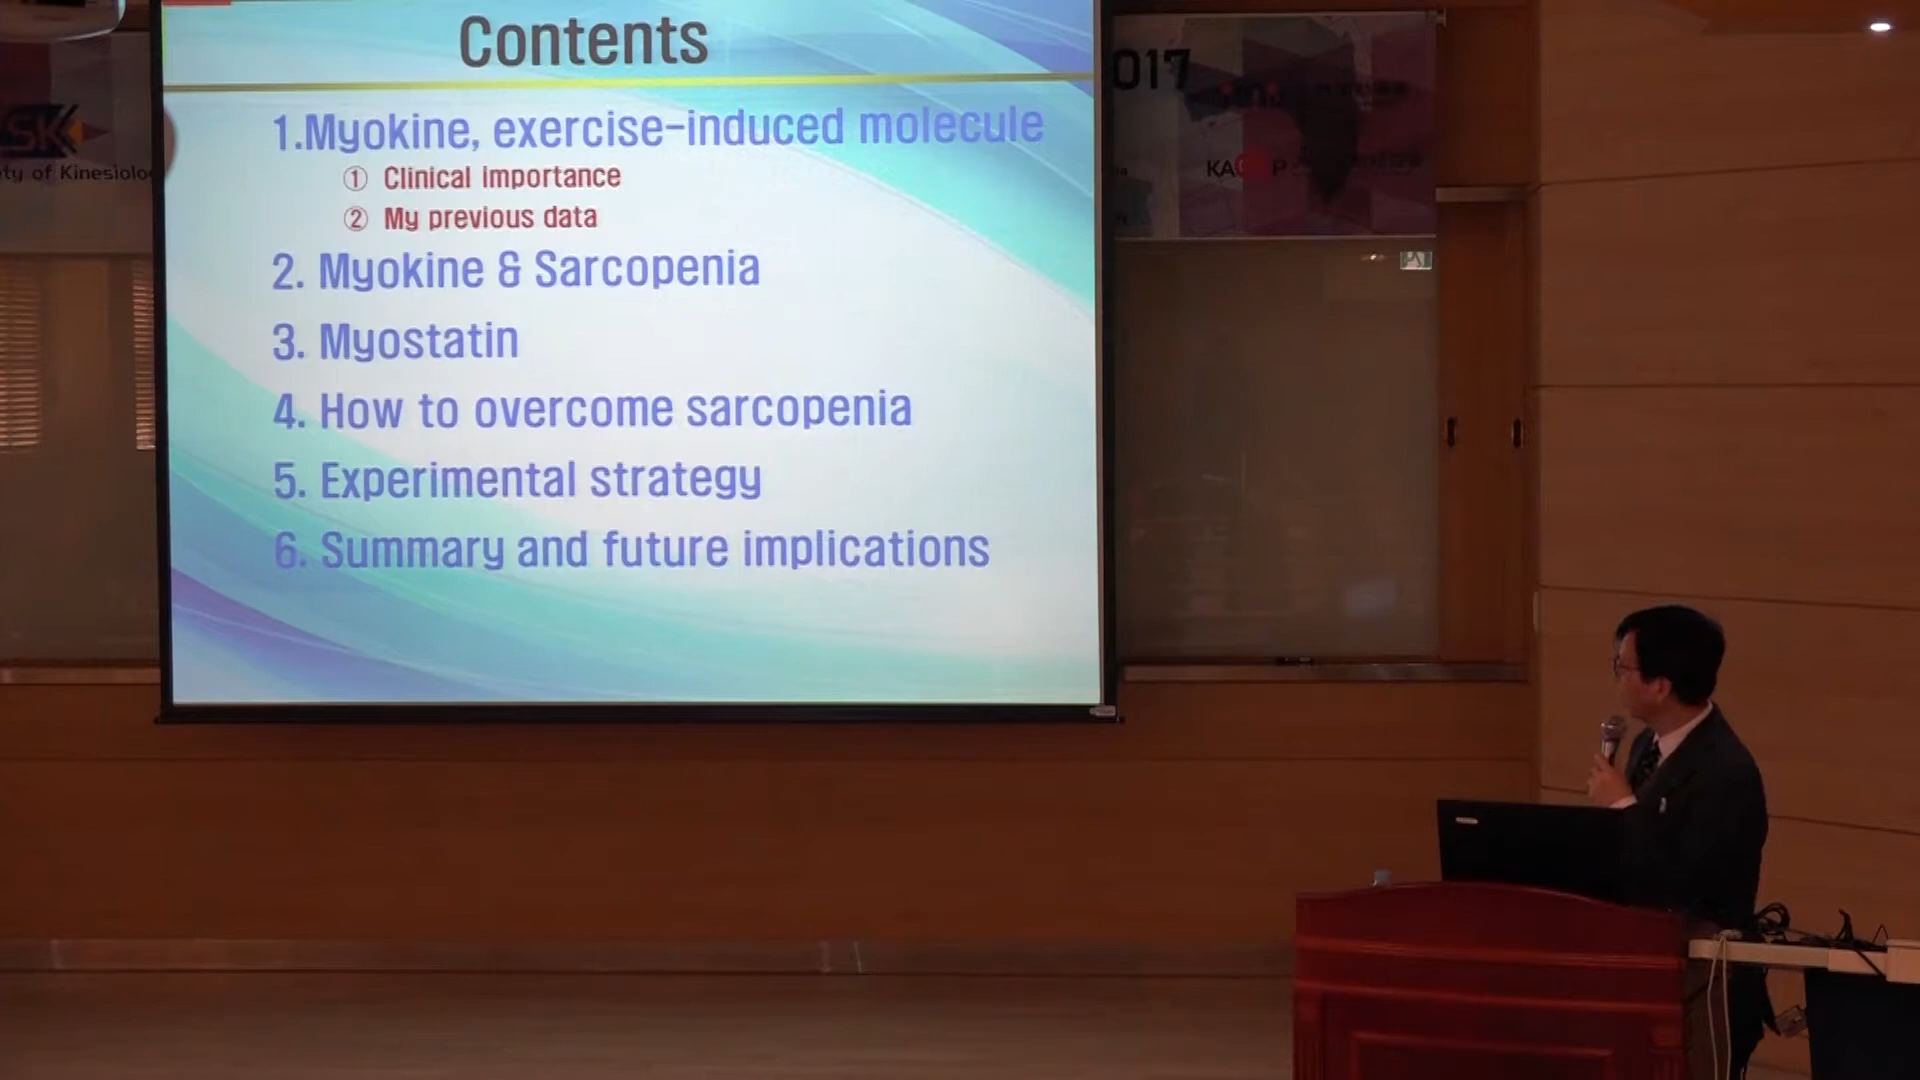 Contents
1.Myokine, exercise-induced molecule
① Clinical importance
② My previous data
2. Myokine & Sarcopenia
3. Myostatin
4. How to overcome sarcopenia
5. Experimental strategy
6. Summary and future implications
SK
ty of Kinesiolo
017
KA
P